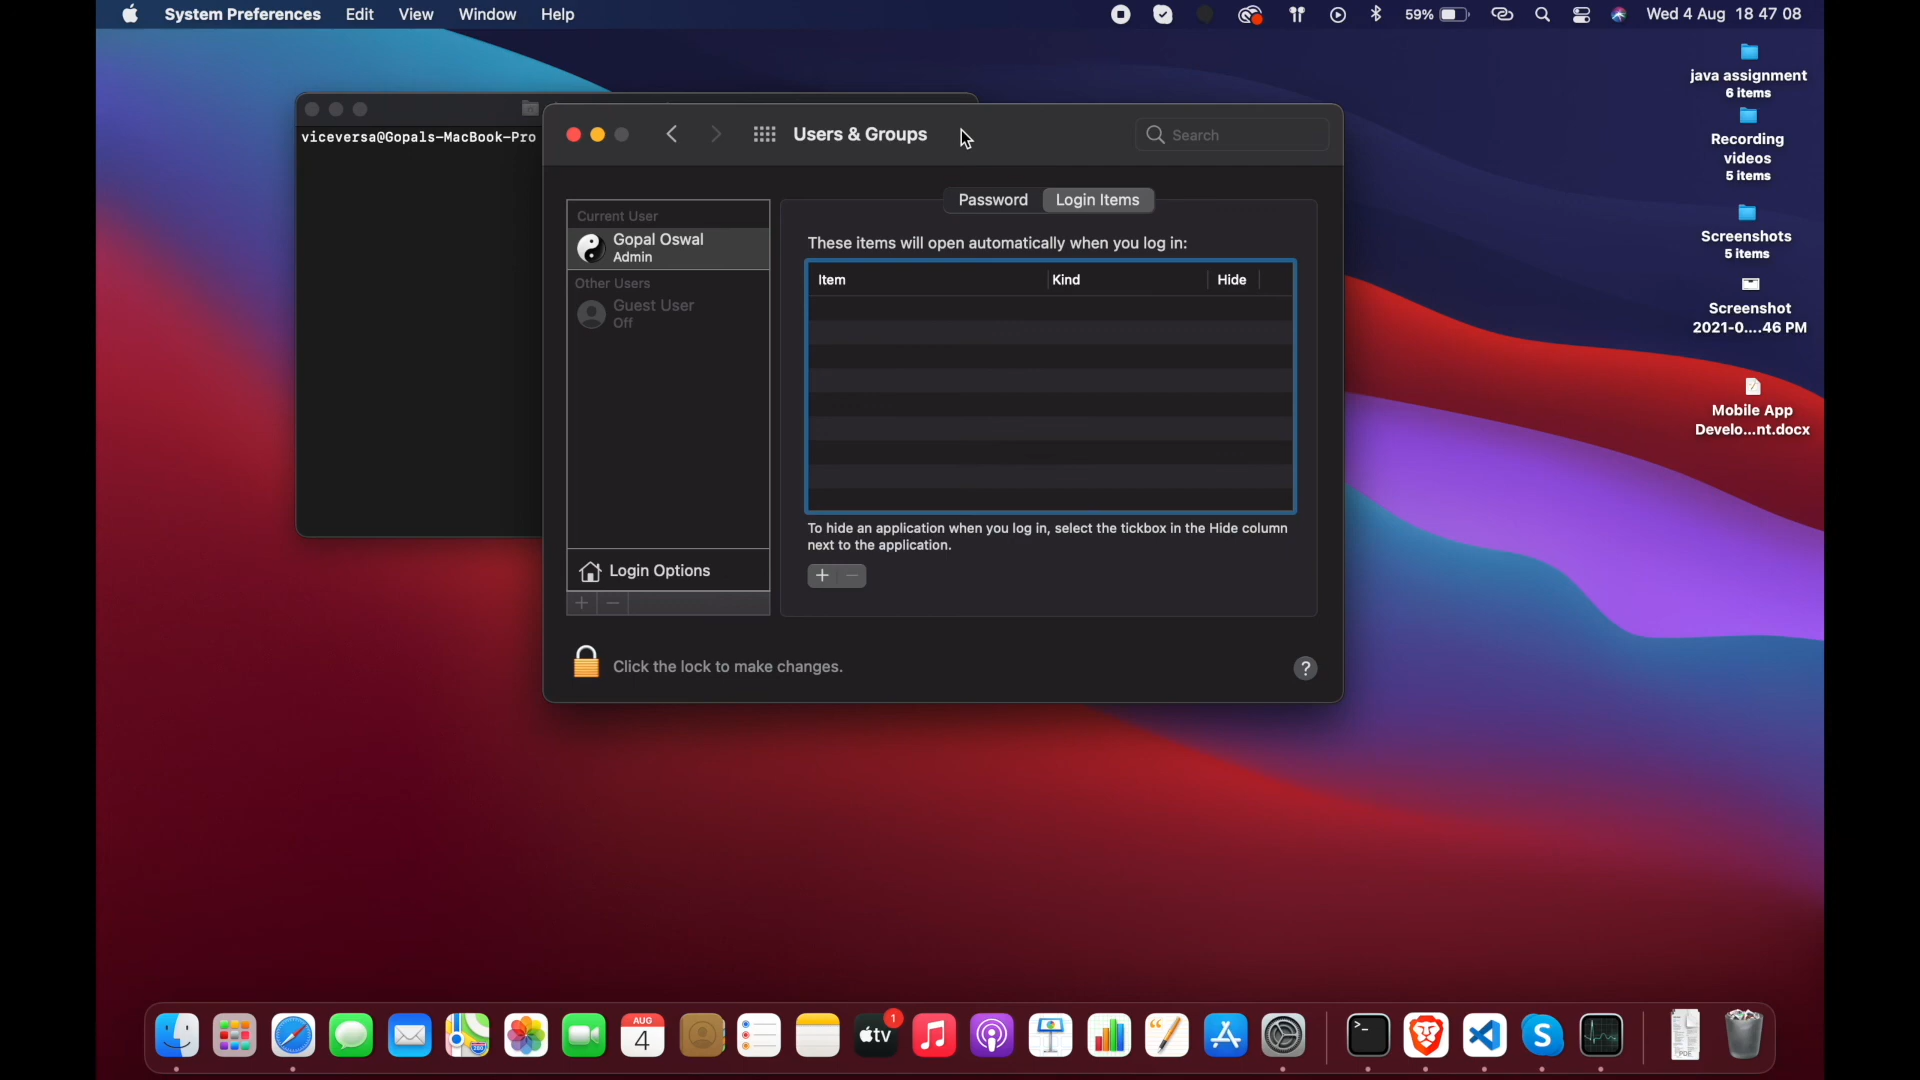 System Preferences Edit View Window Help
59% Wed 4 Aug 18 47 08
java assignment
6 items
Recording
videos
5 items
Screenshots
5 items
Screenshot
2021-0....46 PM
Mobile App
Develo...nt.docx
viceversa@Gopals-MacBook-Pro
Users & Groups
Search
Password Login Items
Current User
Gopal Oswal
Admin
Other Users
Guest User
Off
These items will open automatically when you log in:
Item Kind Hide
To hide an application when you log in, select the tickbox in the Hide column
next to the application.
+ −
Login Options
+ −
Click the lock to make changes.
?
AUG
4
tv
1
S